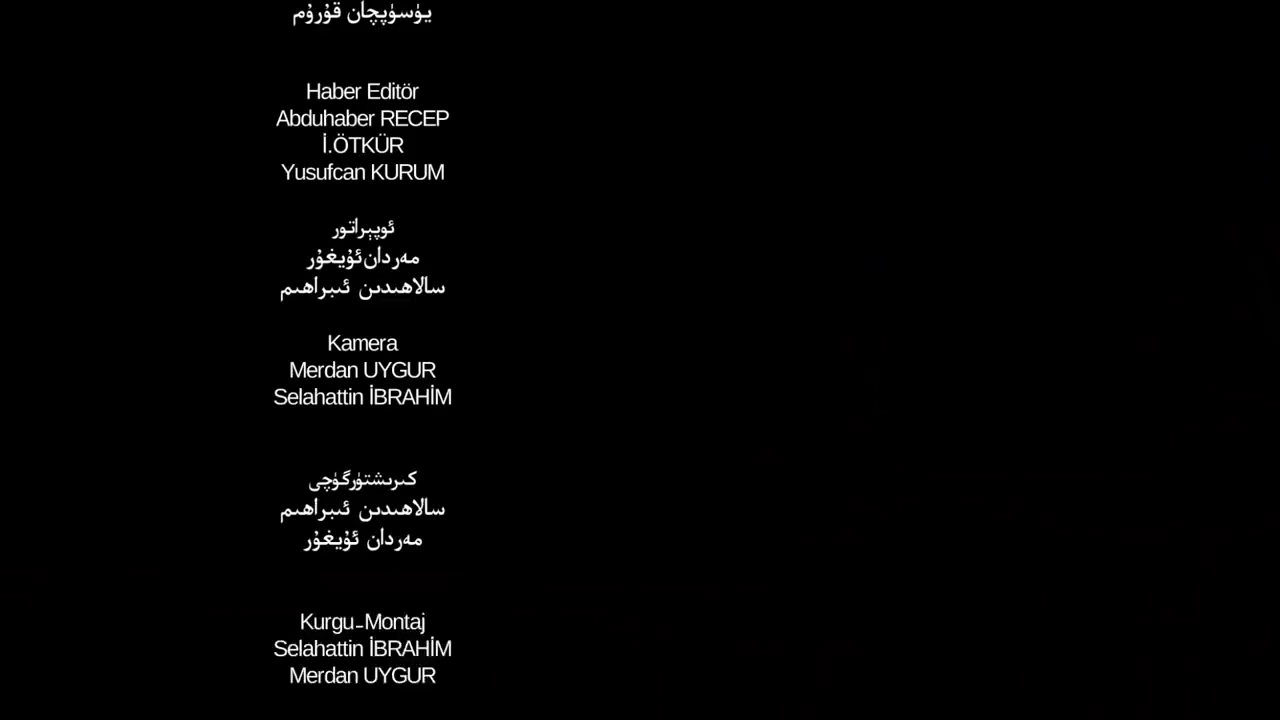 يۈسۈپچان قۇرۇم
Haber Editör
Abduhaber RECEP
İ.ÖTKÜR
Yusufcan KURUM
ئوپېراتور
مەردان ئۇيغۇر
سالاھىدىن ئىبراھىم
Kamera
Merdan UYGUR
Selahattin İBRAHİM
كىرىشتۈرگۈچى
سالاھىدىن ئىبراھىم
مەردان ئۇيغۇر
Kurgu-Montaj
Selahattin İBRAHİM
Merdan UYGUR